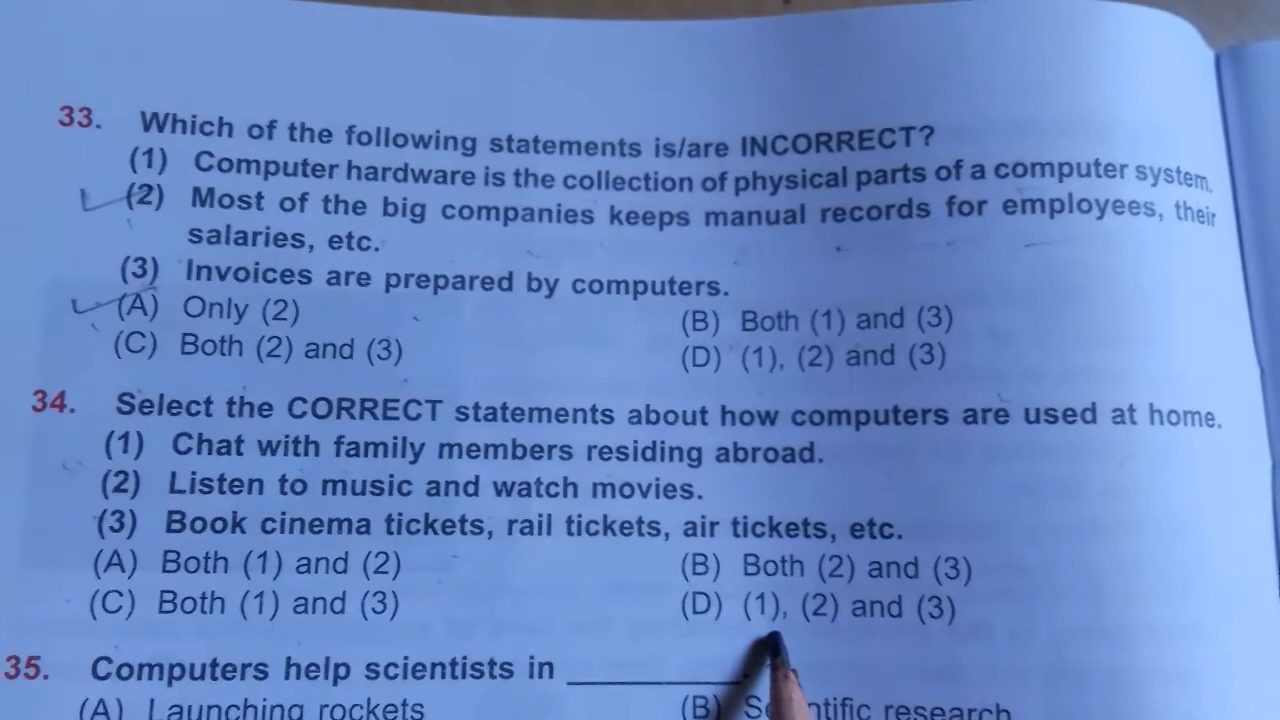 33. Which of the following statements is/are INCORRECT?
(1) Computer hardware is the collection of physical parts of a computer system.
(2) Most of the big companies keeps manual records for employees, their
salaries, etc.
(3) Invoices are prepared by computers.
(A) Only (2) (B) Both (1) and (3)
(C) Both (2) and (3) (D) (1), (2) and (3)
34. Select the CORRECT statements about how computers are used at home.
(1) Chat with family members residing abroad.
(2) Listen to music and watch movies.
(3) Book cinema tickets, rail tickets, air tickets, etc.
(A) Both (1) and (2) (B) Both (2) and (3)
(C) Both (1) and (3) (D) (1), (2) and (3)
35. Computers help scientists in ________.
(A) Launching rockets (B) research